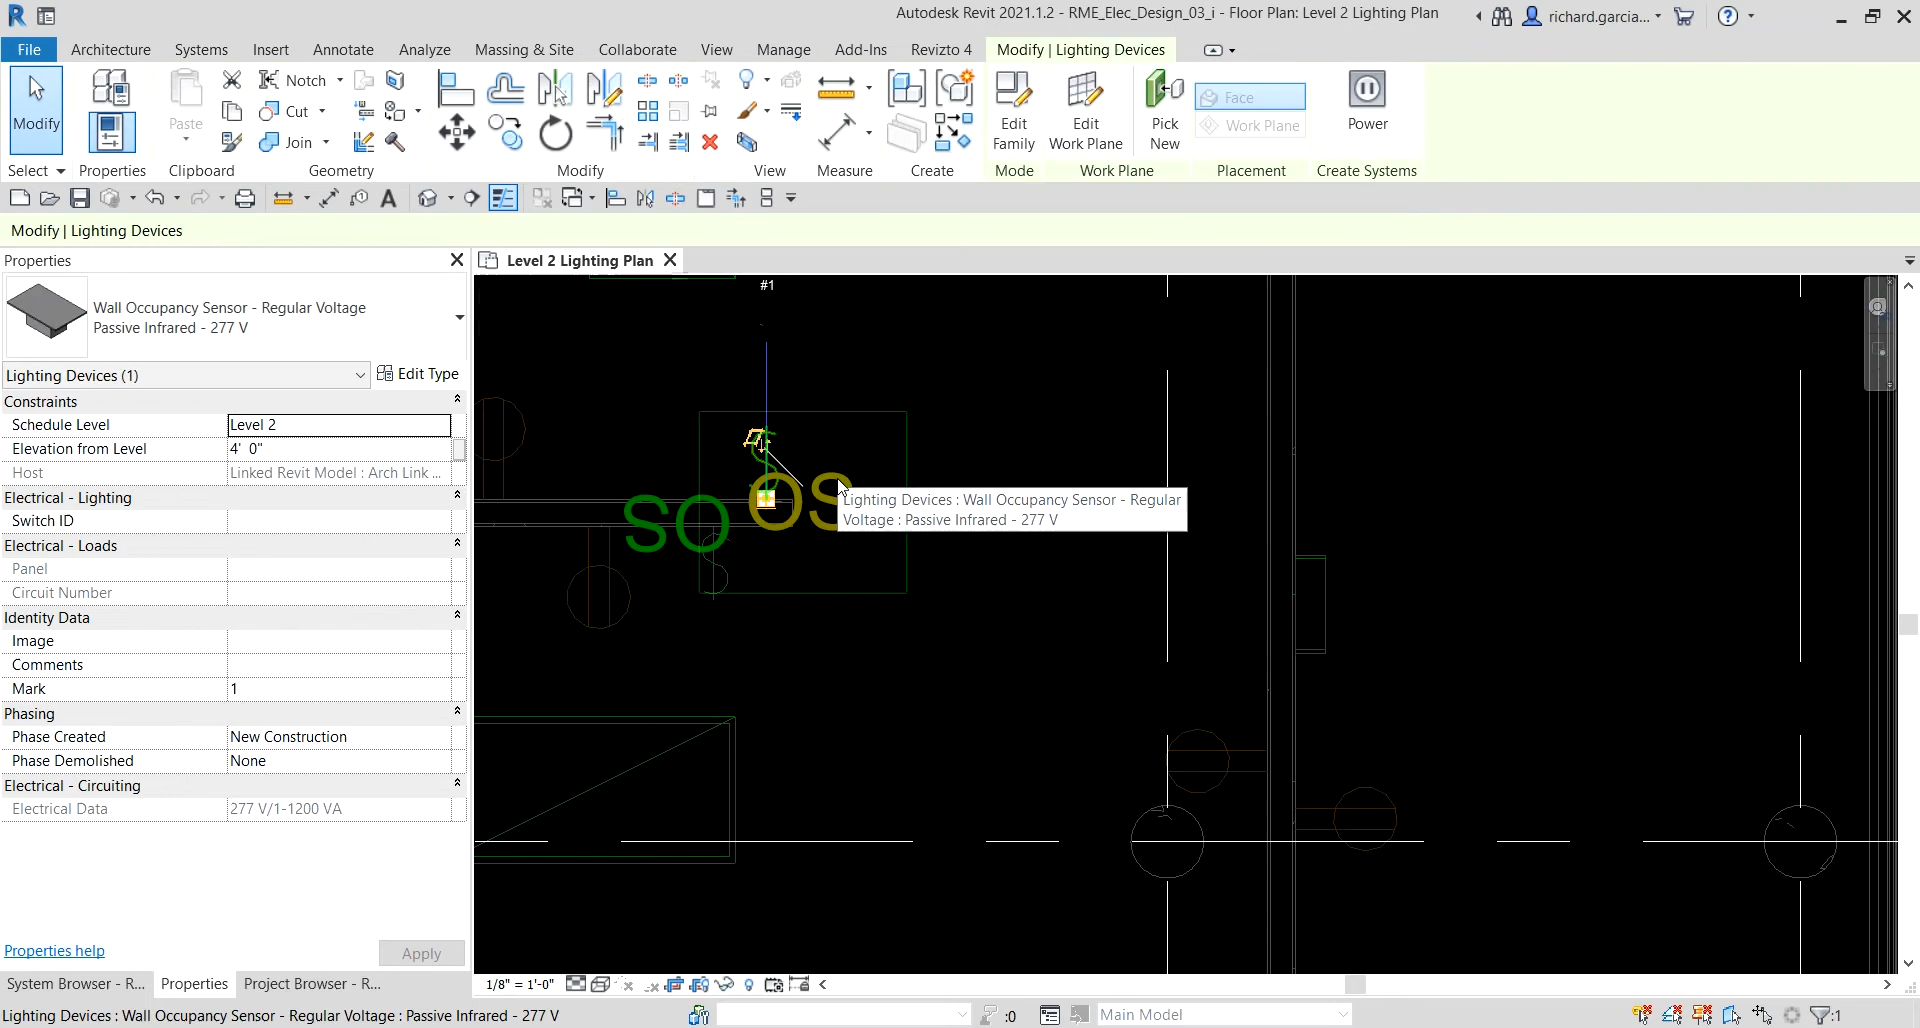 Autodesk Revit 2021.1.2 - RME_Elec_Design_03_i - Floor Plan: Level 2 Lighting Plan
richard.garcia...
File Architecture Systems Insert Annotate Analyze Massing & Site Collaborate View Manage Add-Ins Revizto 4 Modify | Lighting Devices
Modify
Paste
Notch
Cut
Join
Edit Family
Edit Work Plane
Pick New
Face
Work Plane
Power
Select Properties Clipboard Geometry Modify View Measure Create Mode Work Plane Placement Create Systems
Modify | Lighting Devices
Properties
Level 2 Lighting Plan
Wall Occupancy Sensor - Regular Voltage
Passive Infrared - 277 V
Lighting Devices (1)
Edit Type
Constraints
Schedule Level Level 2
Elevation from Level 4' 0"
Host Linked Revit Model : Arch Link ...
Electrical - Lighting
Switch ID
Electrical - Loads
Panel
Circuit Number
Identity Data
Image
Comments
Mark 1
Phasing
Phase Created New Construction
Phase Demolished None
Electrical - Circuiting
Electrical Data 277 V/1-1200 VA
Properties help
Apply
#1
SO
OS
Lighting Devices : Wall Occupancy Sensor - Regular
Voltage : Passive Infrared - 277 V
System Browser - R... Properties Project Browser - R...
1/8" = 1'-0"
Lighting Devices : Wall Occupancy Sensor - Regular Voltage : Passive Infrared - 277 V
:0
Main Model
:1